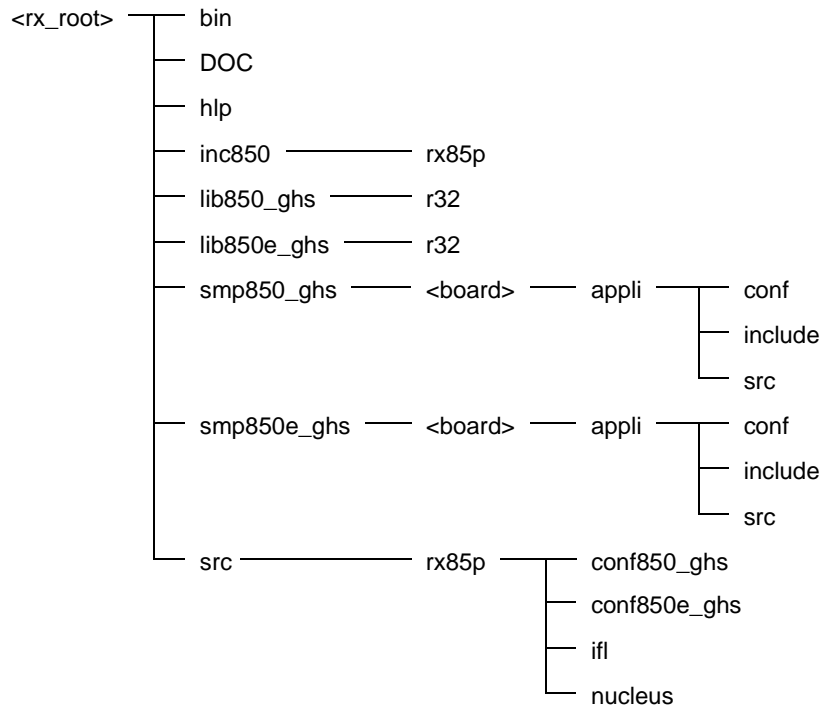 <rx_root> bin
DOC
hlp
inc850 rx85p
lib850_ghs r32
lib850e_ghs r32
smp850_ghs <board> appli conf
include
src
smp850e_ghs <board> appli conf
include
src
src rx85p conf850_ghs
conf850e_ghs
ifl
nucleus